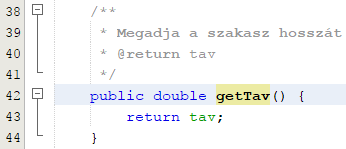 38 /**
39 * Megadja a szakasz hosszát
40 * @return tav
41 */
42 public double getTav() {
43 return tav;
44 }